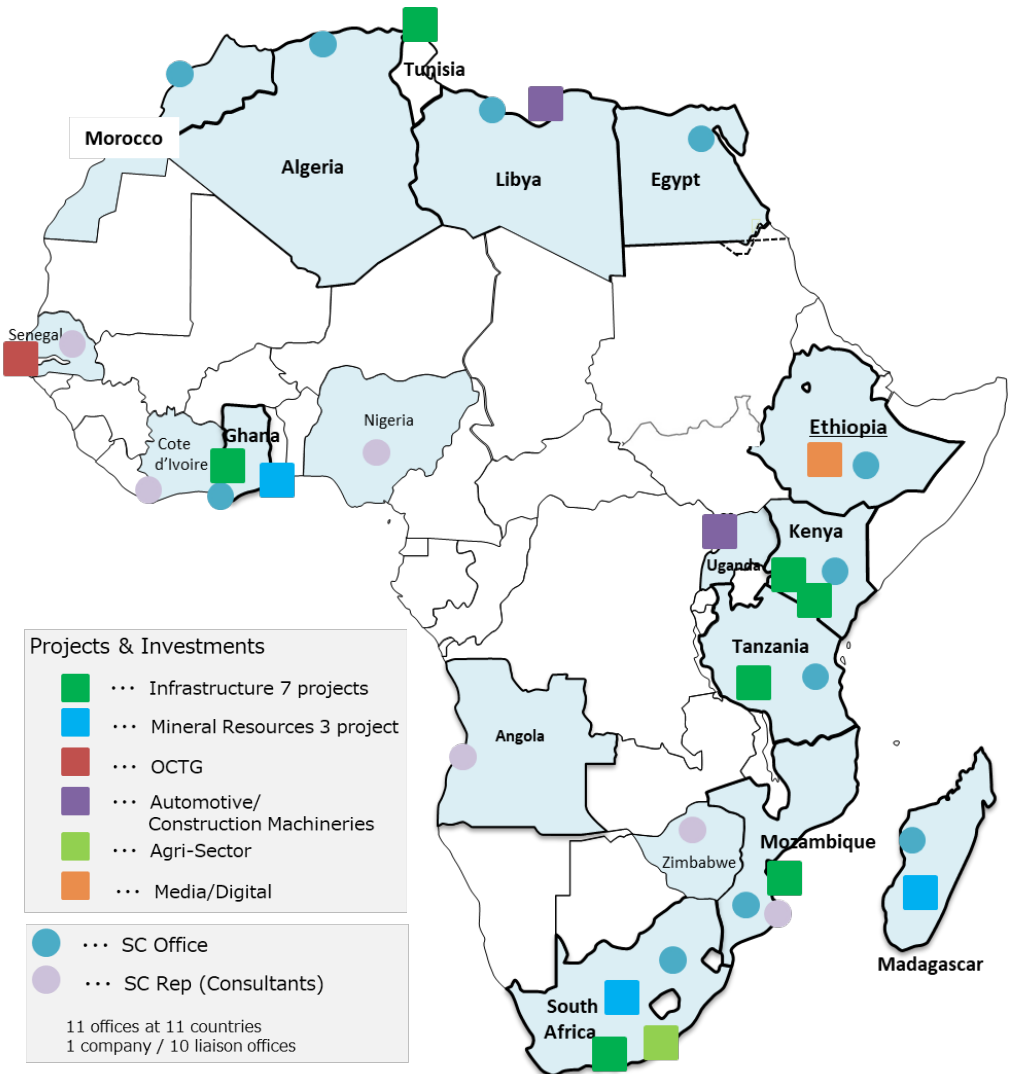 Tunisia
Morocco
Algeria
Libya
Egypt
Senegal
Nigeria
Ghana
Cote
d'Ivoire
Ethiopia
Kenya
Uganda
Tanzania
Angola
Mozambique
Zimbabwe
Madagascar
South
Africa
Projects & Investments
··· Infrastructure 7 projects
··· Mineral Resources 3 project
··· OCTG
··· Automotive/
Construction Machineries
··· Agri-Sector
··· Media/Digital
··· SC Office
··· SC Rep (Consultants)
11 offices at 11 countries
1 company / 10 liaison offices